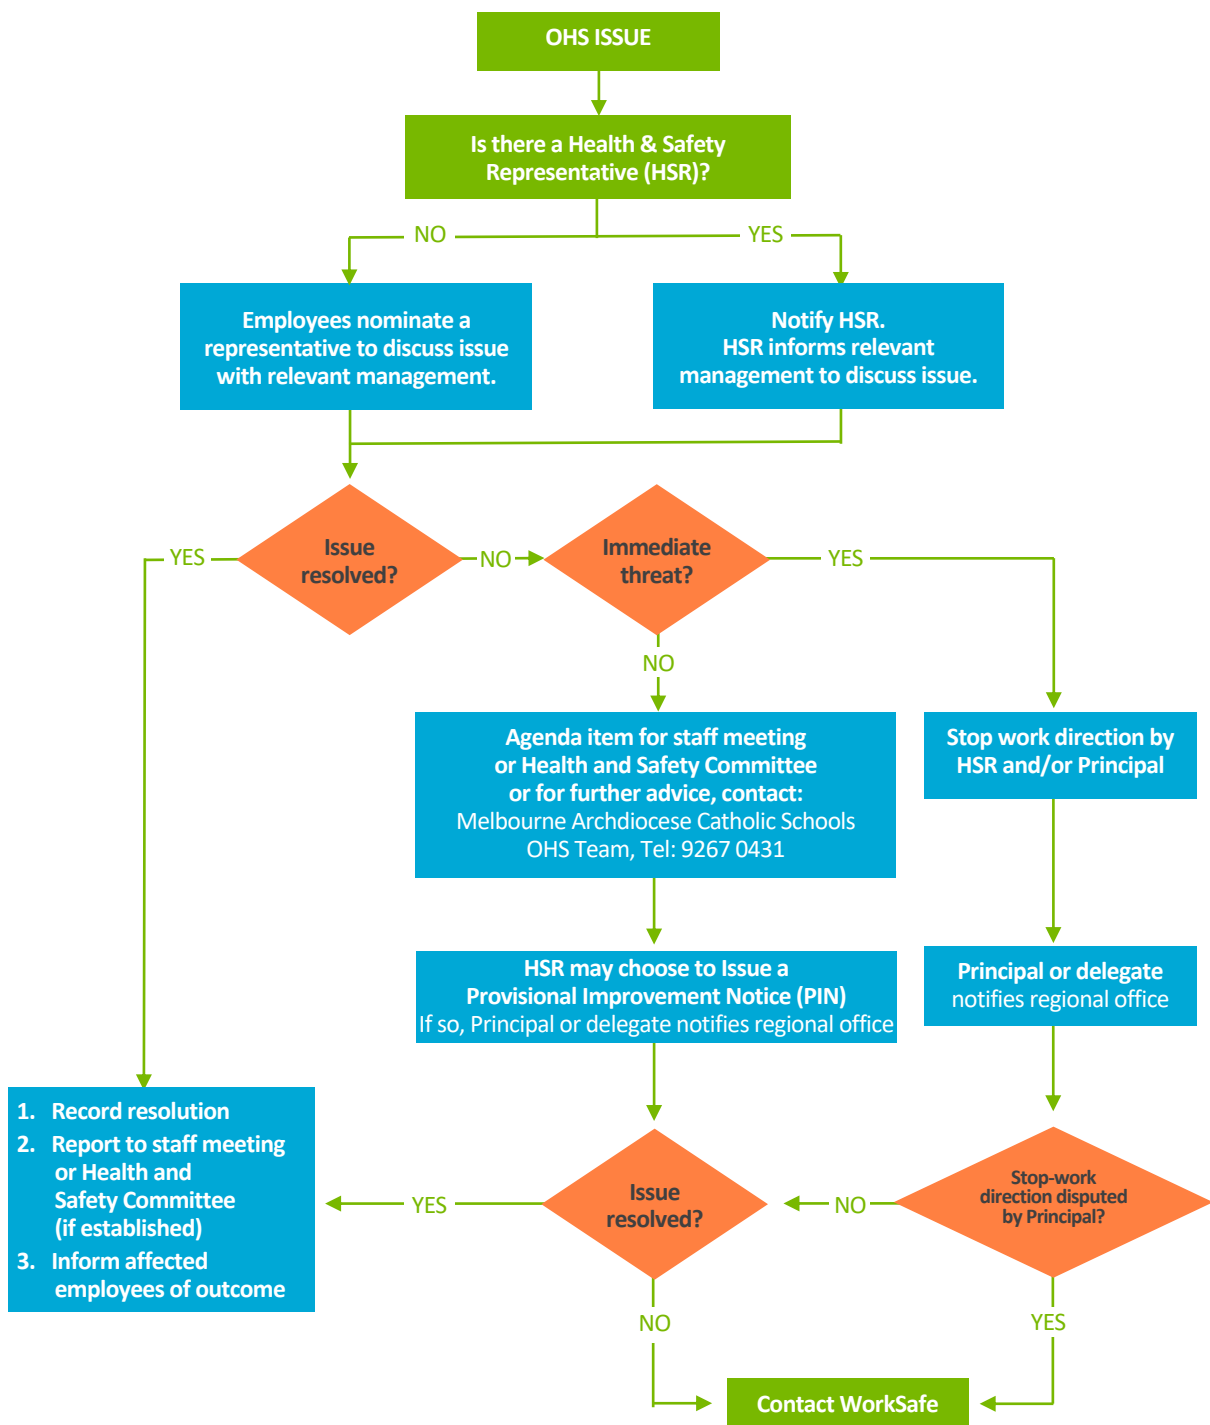 OHS ISSUE
Is there a Health & Safety
Representative (HSR)?
NO
YES
Employees nominate a
representative to discuss issue
with relevant management.
Notify HSR.
HSR informs relevant
management to discuss issue.
YES
Issue
resolved?
NO
Immediate
threat?
YES
NO
Agenda item for staff meeting
or Health and Safety Committee
or for further advice, contact:
Melbourne Archdiocese Catholic Schools
OHS Team, Tel: 9267 0431
Stop work direction by
HSR and/or Principal
HSR may choose to Issue a
Provisional Improvement Notice (PIN)
If so, Principal or delegate notifies regional office
Principal or delegate
notifies regional office
1. Record resolution
2. Report to staff meeting
or Health and
Safety Committee
(if established)
3. Inform affected
employees of outcome
YES
Issue
resolved?
NO
Stop-work
direction disputed
by Principal?
NO
YES
Contact WorkSafe